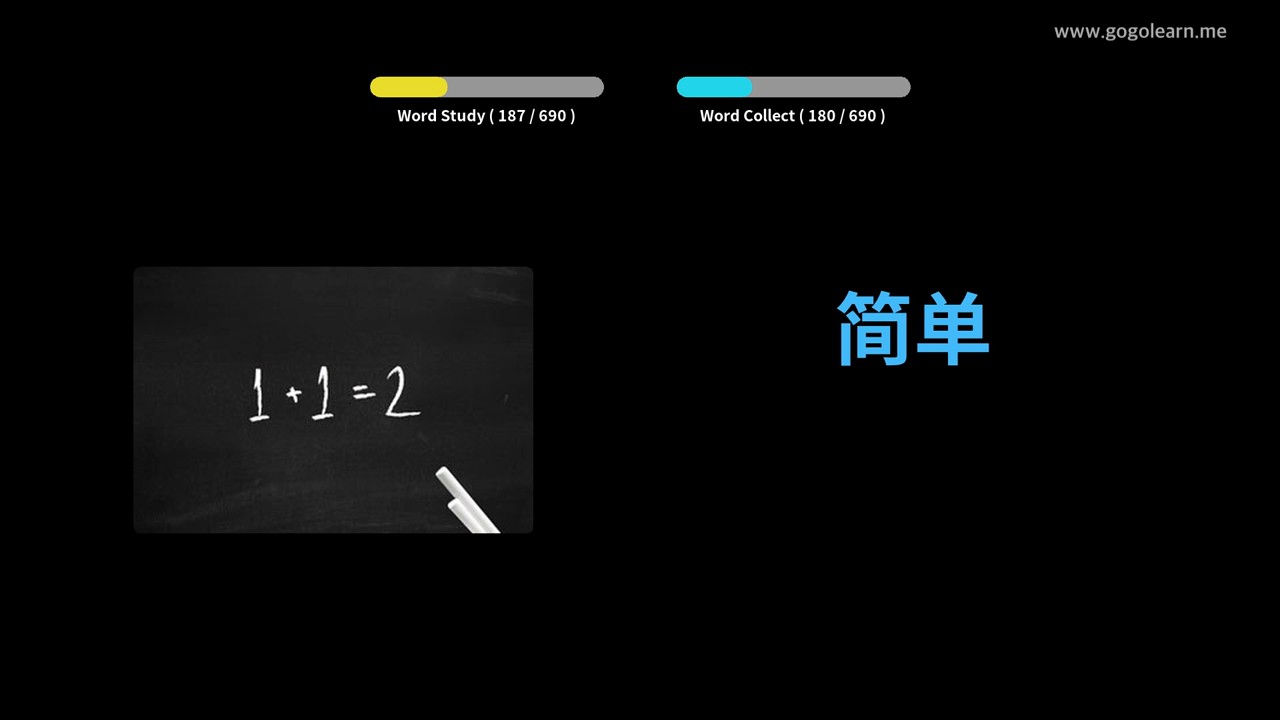 www.gogolearn.me
Word Study ( 187 / 690 )
Word Collect ( 180 / 690 )
简单
1 + 1 = 2